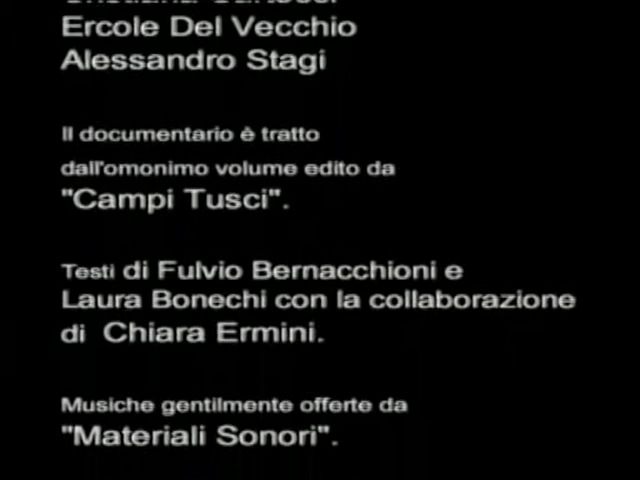 Ercole Del Vecchio
Alessandro Stagi
Il documentario è tratto
dall'omonimo volume edito da
"Campi Tusci".
Testi di Fulvio Bernacchioni e
Laura Bonechi con la collaborazione
di Chiara Ermini.
Musiche gentilmente offerte da
"Materiali Sonori".